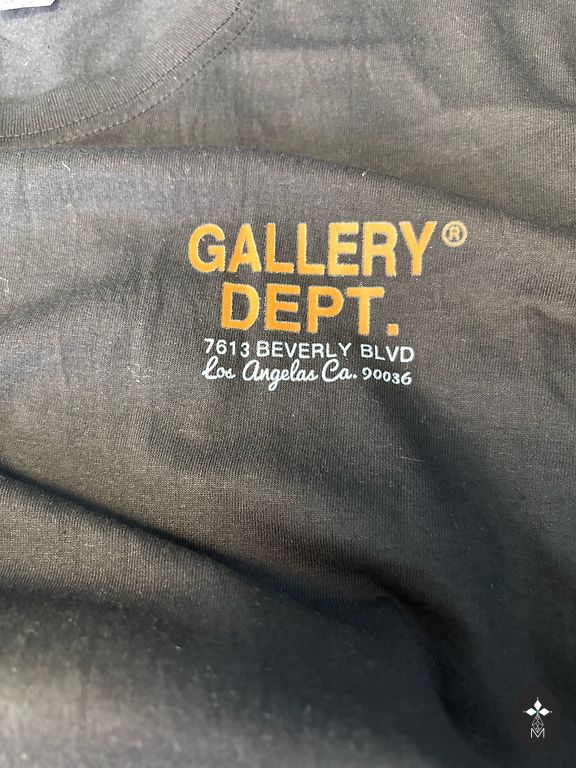 GALLERY®
DEPT.
7613 BEVERLY BLVD
Los Angelas Ca. 90036
M